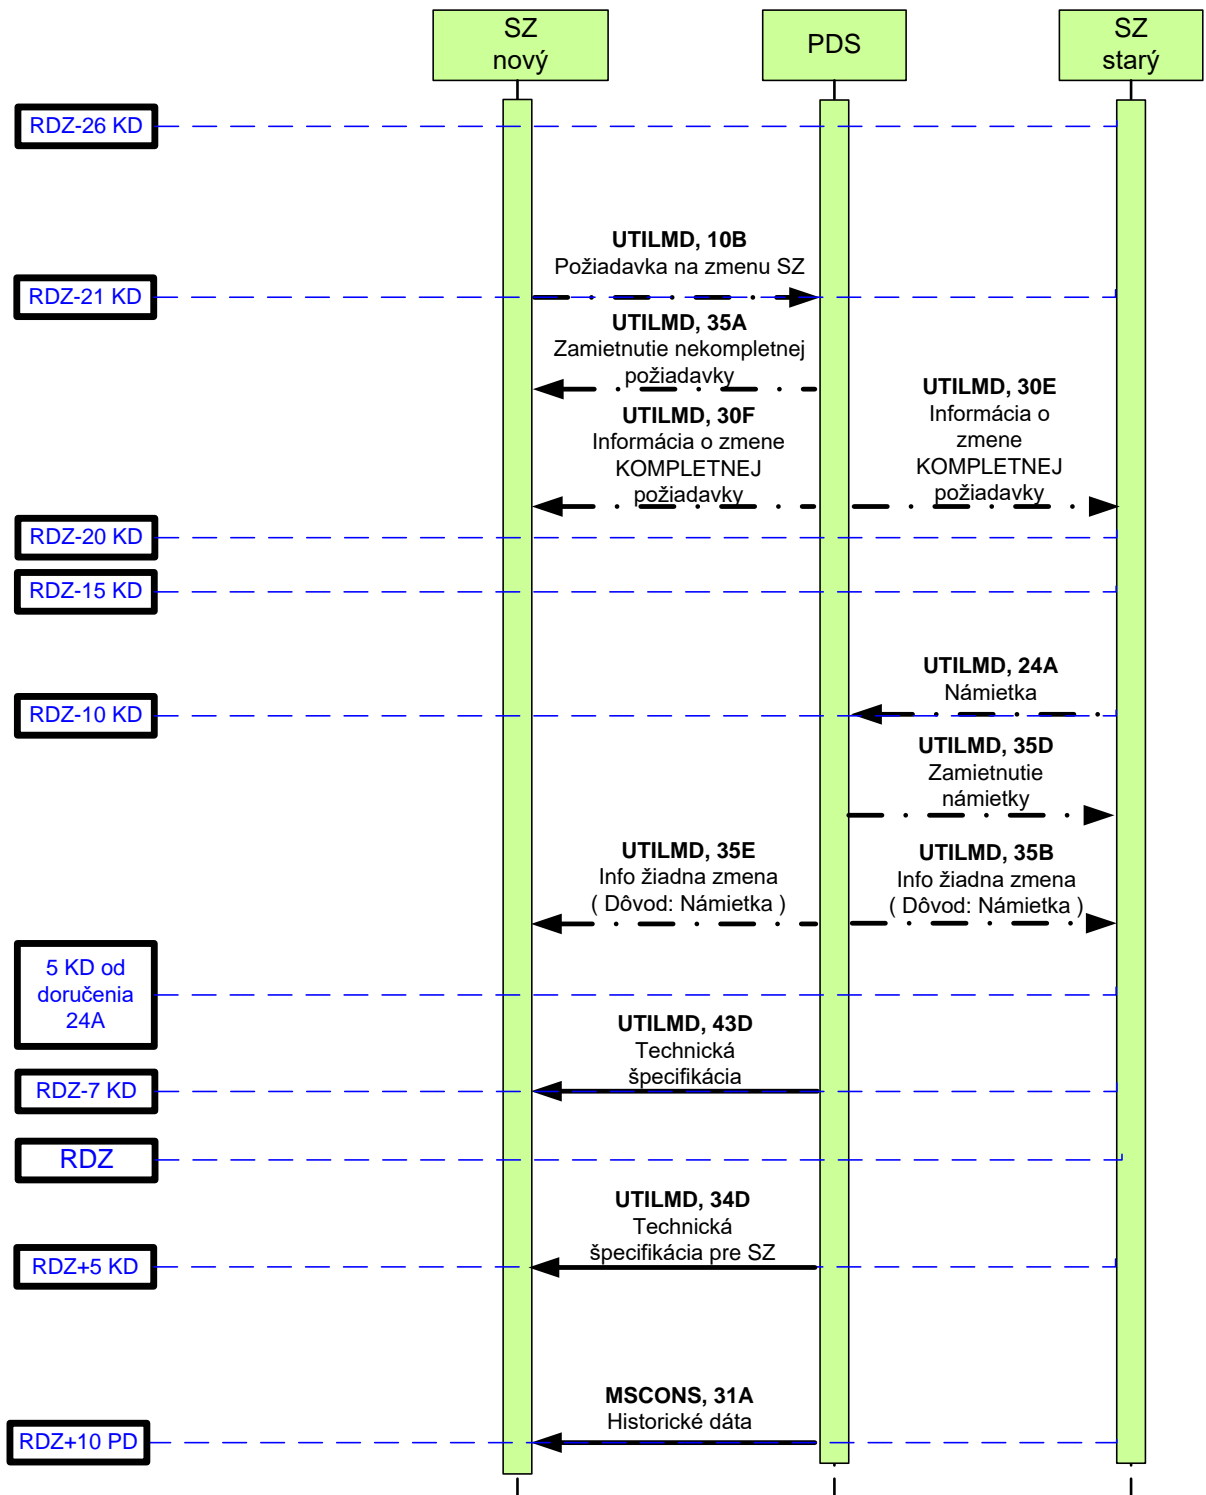 SZ
nový
PDS
SZ
starý
RDZ-26 KD
UTILMD, 10B
Požiadavka na zmenu SZ
RDZ-21 KD
UTILMD, 35A
Zamietnutie nekompletnej
požiadavky
UTILMD, 30F
Informácia o zmene
KOMPLETNEJ
požiadavky
UTILMD, 30E
Informácia o
zmene
KOMPLETNEJ
požiadavky
RDZ-20 KD
RDZ-15 KD
UTILMD, 24A
Námietka
RDZ-10 KD
UTILMD, 35D
Zamietnutie
námietky
UTILMD, 35E
Info žiadna zmena
( Dôvod: Námietka )
UTILMD, 35B
Info žiadna zmena
( Dôvod: Námietka )
5 KD od
doručenia
24A
UTILMD, 43D
Technická
špecifikácia
RDZ-7 KD
RDZ
UTILMD, 34D
Technická
špecifikácia pre SZ
RDZ+5 KD
MSCONS, 31A
Historické dáta
RDZ+10 PD